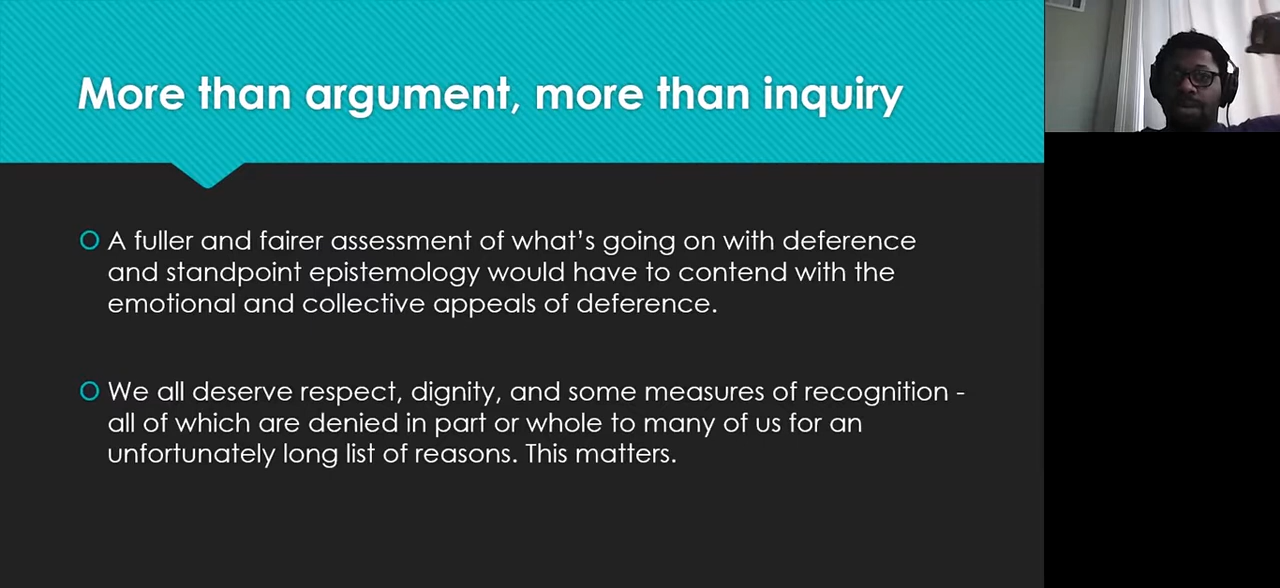 More than argument, more than inquiry
A fuller and fairer assessment of what’s going on with deference
and standpoint epistemology would have to contend with the
emotional and collective appeals of deference.
We all deserve respect, dignity, and some measures of recognition -
all of which are denied in part or whole to many of us for an
unfortunately long list of reasons. This matters.